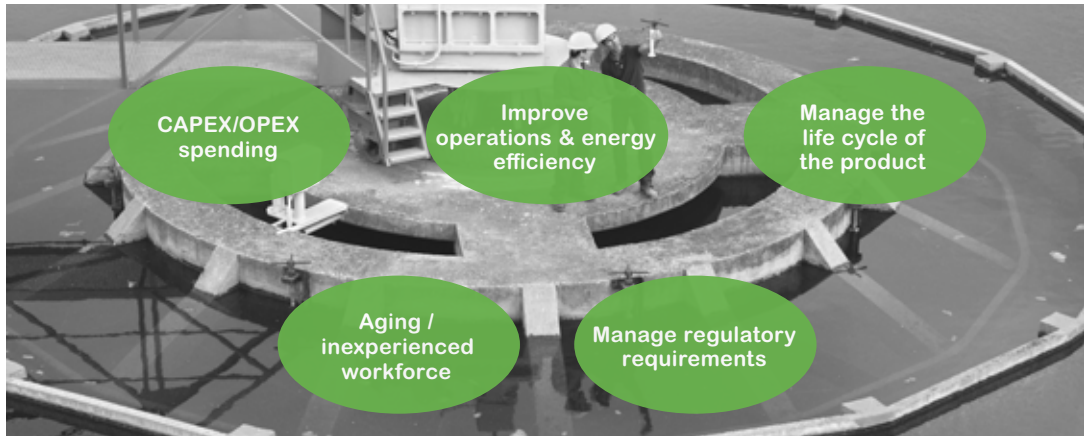 CAPEX/OPEX
spending
Improve
operations & energy
efficiency
Manage the
life cycle of
the product
Aging /
inexperienced
workforce
Manage regulatory
requirements